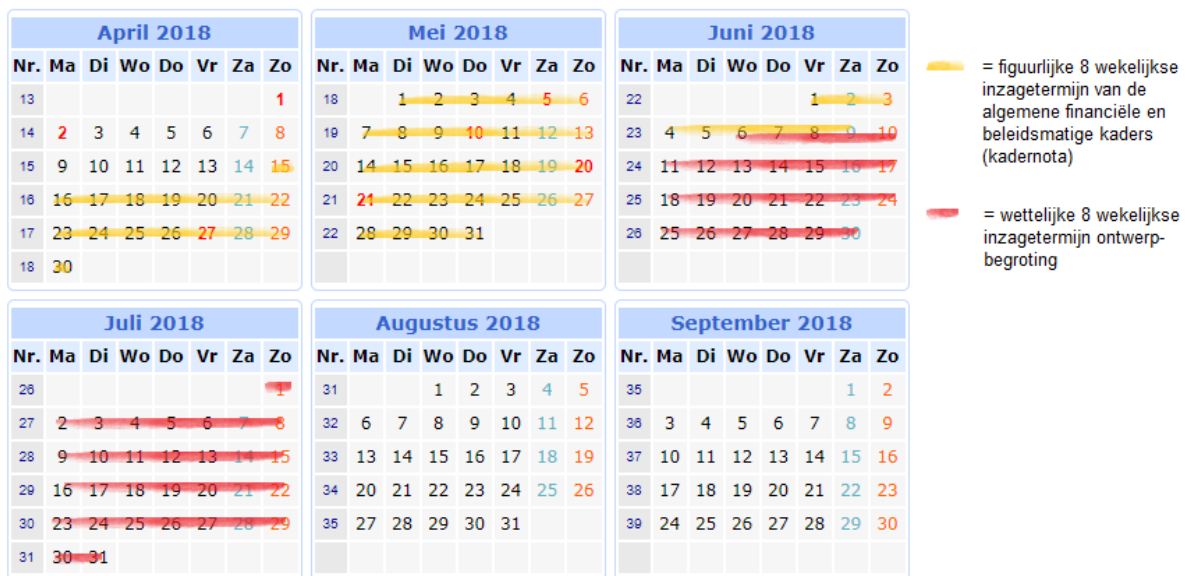 April 2018
Nr. Ma Di Wo Do Vr Za Zo
13 1
14 2 3 4 5 6 7 8
15 9 10 11 12 13 14 15
16 16 17 18 19 20 21 22
17 23 24 25 26 27 28 29
18 30
Mei 2018
Nr. Ma Di Wo Do Vr Za Zo
18 1 2 3 4 5 6
19 7 8 9 10 11 12 13
20 14 15 16 17 18 19 20
21 21 22 23 24 25 26 27
22 28 29 30 31
Juni 2018
Nr. Ma Di Wo Do Vr Za Zo
22 1 2 3
23 4 5 6 7 8 9 10
24 11 12 13 14 15 16 17
25 18 19 20 21 22 23 24
26 25 26 27 28 29 30
= figuurlijke 8 wekelijkse
inzagetermijn van de
algemene financiële en
beleidsmatige kaders
(kadernota)
= wettelijke 8 wekelijkse
inzagetermijn ontwerp-
begroting
Juli 2018
Nr. Ma Di Wo Do Vr Za Zo
26 1
27 2 3 4 5 6 7 8
28 9 10 11 12 13 14 15
29 16 17 18 19 20 21 22
30 23 24 25 26 27 28 29
31 30 31
Augustus 2018
Nr. Ma Di Wo Do Vr Za Zo
31 1 2 3 4 5
32 6 7 8 9 10 11 12
33 13 14 15 16 17 18 19
34 20 21 22 23 24 25 26
35 27 28 29 30 31
September 2018
Nr. Ma Di Wo Do Vr Za Zo
35 1 2
36 3 4 5 6 7 8 9
37 10 11 12 13 14 15 16
38 17 18 19 20 21 22 23
39 24 25 26 27 28 29 30